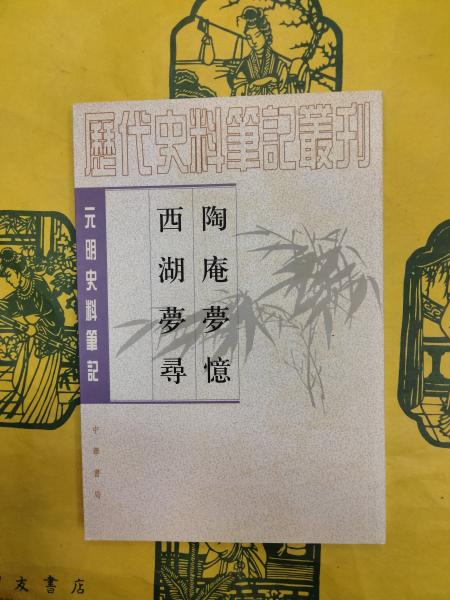 歷代史料筆記叢刊
元明史料筆記
陶庵夢憶
西湖夢尋
中華書局
友書店